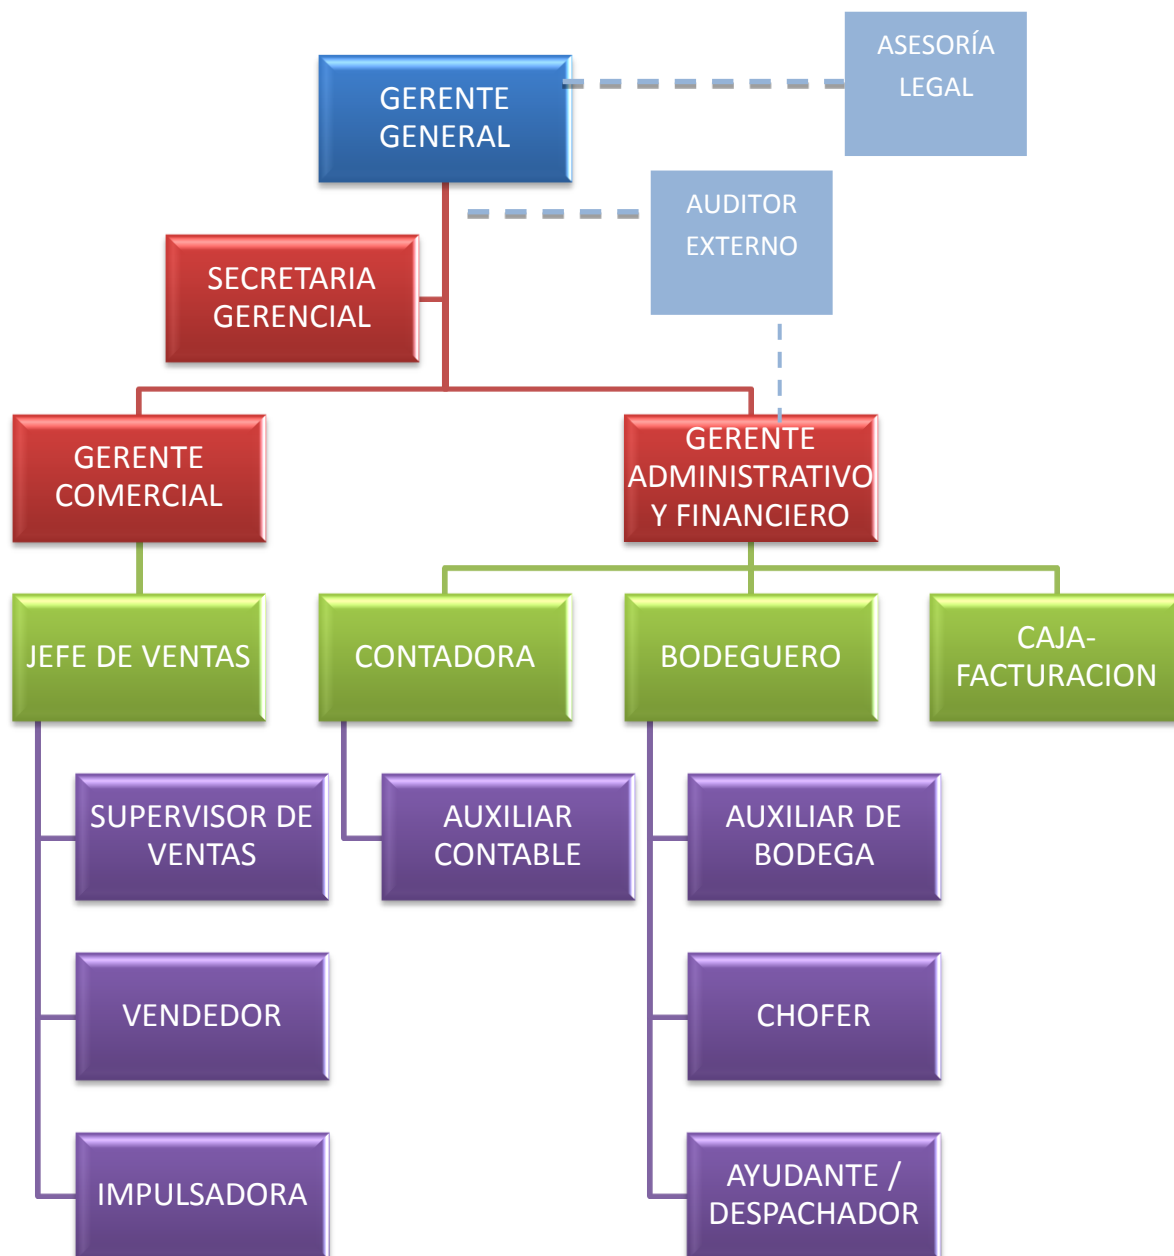 ASESORÍA
LEGAL
GERENTE
GENERAL
AUDITOR
EXTERNO
SECRETARIA
GERENCIAL
GERENTE
COMERCIAL
GERENTE
ADMINISTRATIVO
Y FINANCIERO
JEFE DE VENTAS
CONTADORA
BODEGUERO
CAJA-
FACTURACION
SUPERVISOR DE
VENTAS
AUXILIAR
CONTABLE
AUXILIAR DE
BODEGA
VENDEDOR
CHOFER
IMPULSADORA
AYUDANTE /
DESPACHADOR